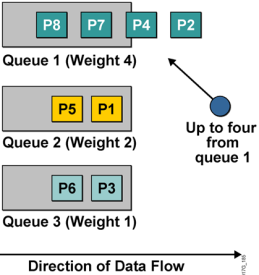 P8 P7 P4 P2
Queue 1 (Weight 4)
P5 P1
Up to four
from
queue 1
Queue 2 (Weight 2)
P6 P3
Queue 3 (Weight 1)
Direction of Data Flow